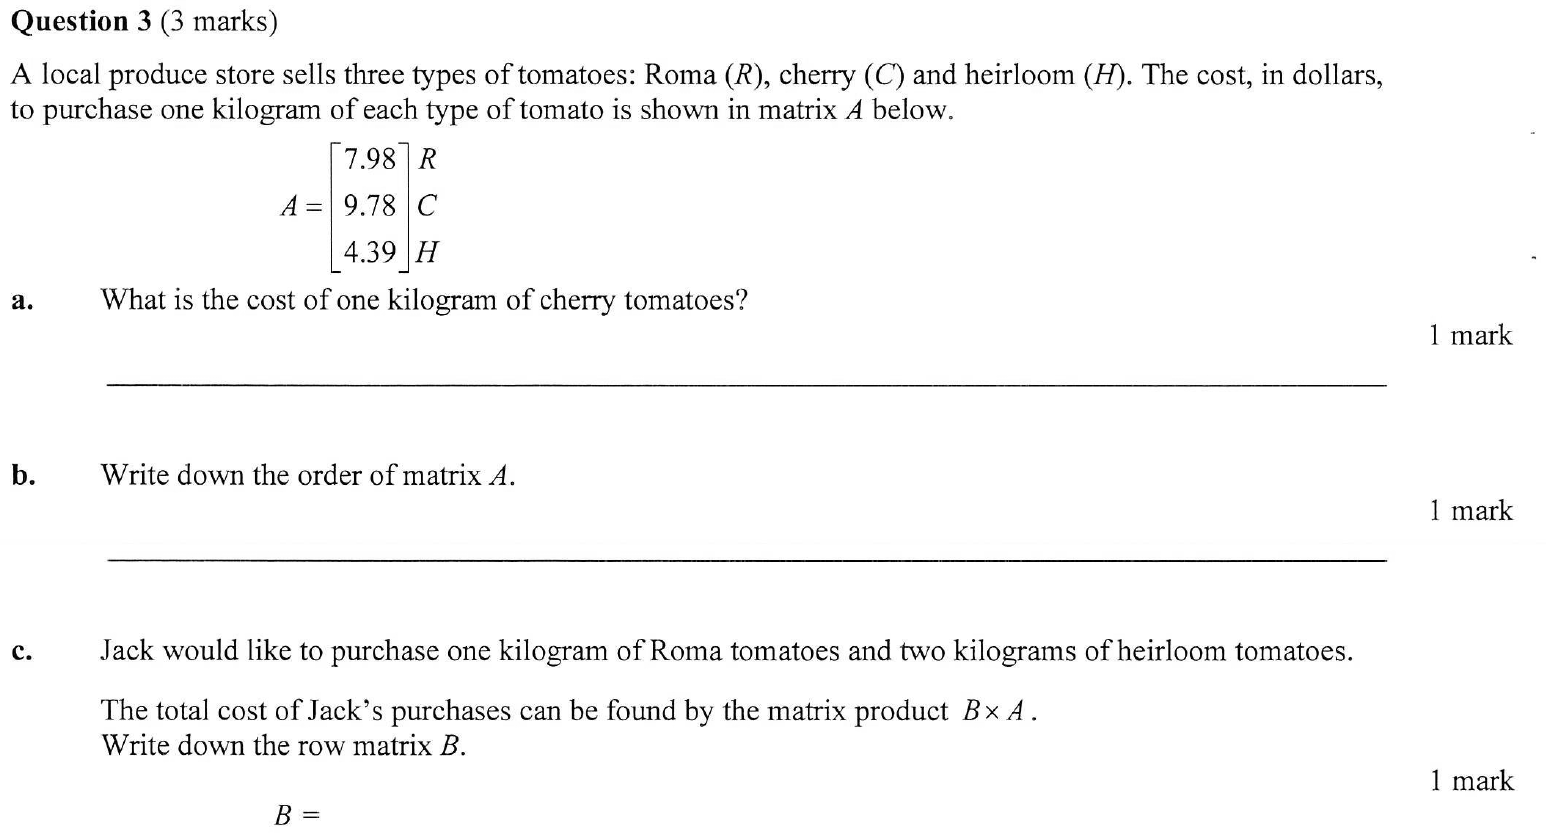 Question 3 (3 marks)
A local produce store sells three types of tomatoes: Roma (R), cherry (C) and heirloom (H). The cost, in dollars,
to purchase one kilogram of each type of tomato is shown in matrix A below.
7.98 R
A = 9.78 C
4.39 H
a. What is the cost of one kilogram of cherry tomatoes?
1 mark
b. Write down the order of matrix A.
1 mark
c. Jack would like to purchase one kilogram of Roma tomatoes and two kilograms of heirloom tomatoes.
The total cost of Jack's purchases can be found by the matrix product B × A.
Write down the row matrix B.
1 mark
B =